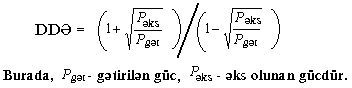 DDƏ = (1+√(Pəks/Pgət)) / (1−√(Pəks/Pgət))
Burada, Pgət - gətirilən güc, Pəks - əks olunan gücdür.